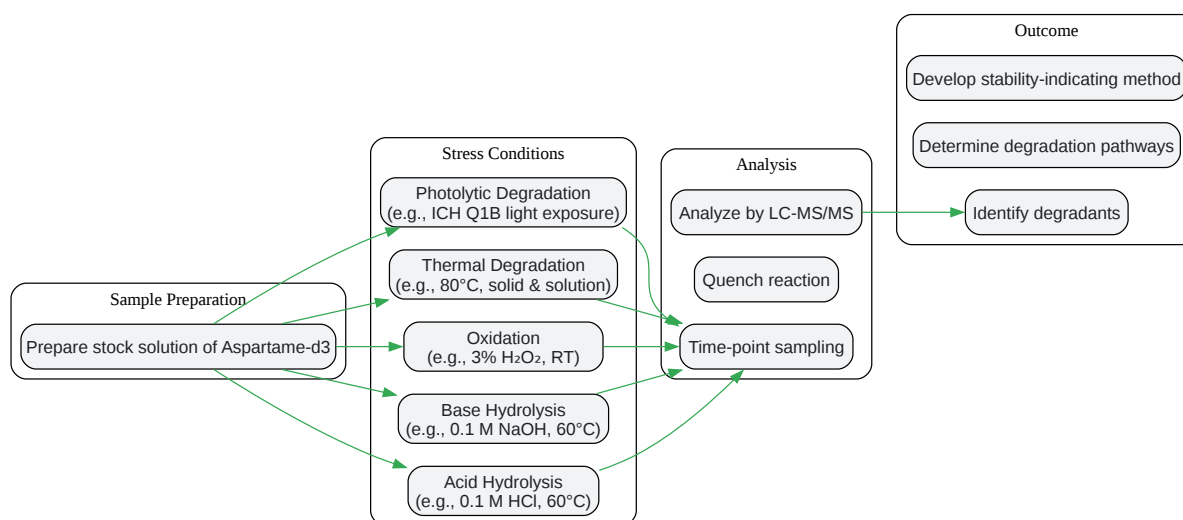 Sample Preparation
Prepare stock solution of Aspartame-d3
Stress Conditions
Photolytic Degradation
(e.g., ICH Q1B light exposure)
Thermal Degradation
(e.g., 80°C, solid & solution)
Oxidation
(e.g., 3% H₂O₂, RT)
Base Hydrolysis
(e.g., 0.1 M NaOH, 60°C)
Acid Hydrolysis
(e.g., 0.1 M HCl, 60°C)
Analysis
Analyze by LC-MS/MS
Quench reaction
Time-point sampling
Outcome
Develop stability-indicating method
Determine degradation pathways
Identify degradants